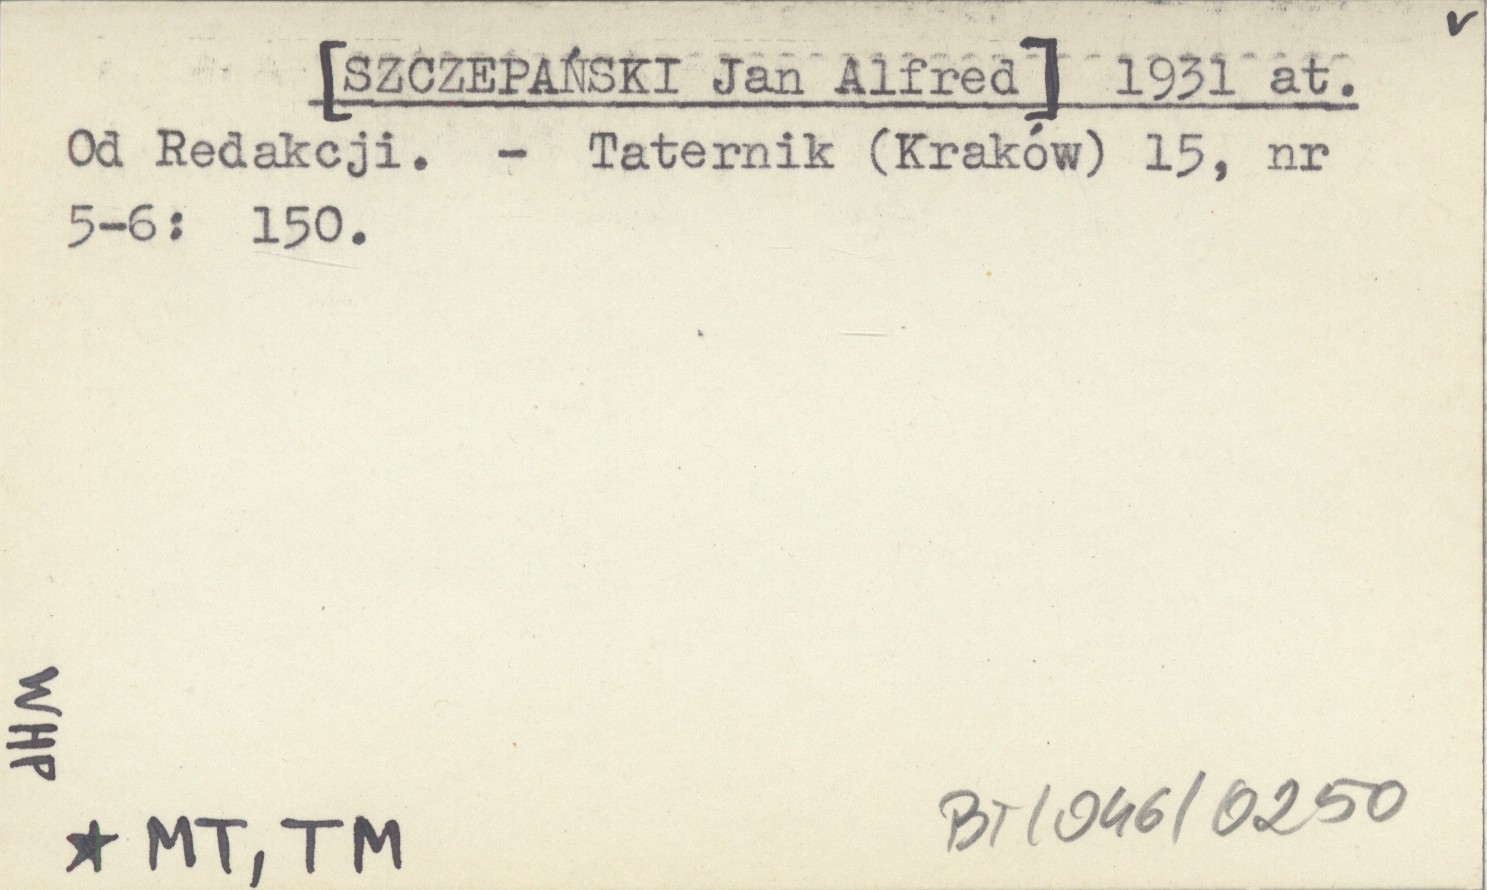 [SZCZEPAŃSKI Jan Alfred] 1931 at.
Od Redakcji. - Taternik (Kraków) 15, nr
5-6: 150.
WHP
★ MT, TM
BT/046/0250